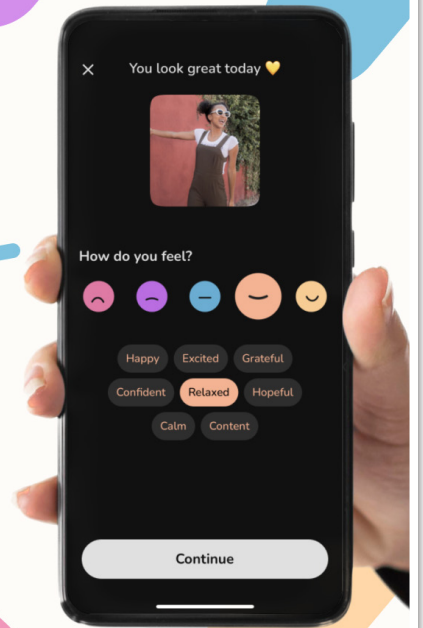 You look great today 💛
How do you feel?
Happy Excited Grateful
Confident Relaxed Hopeful
Calm Content
Continue